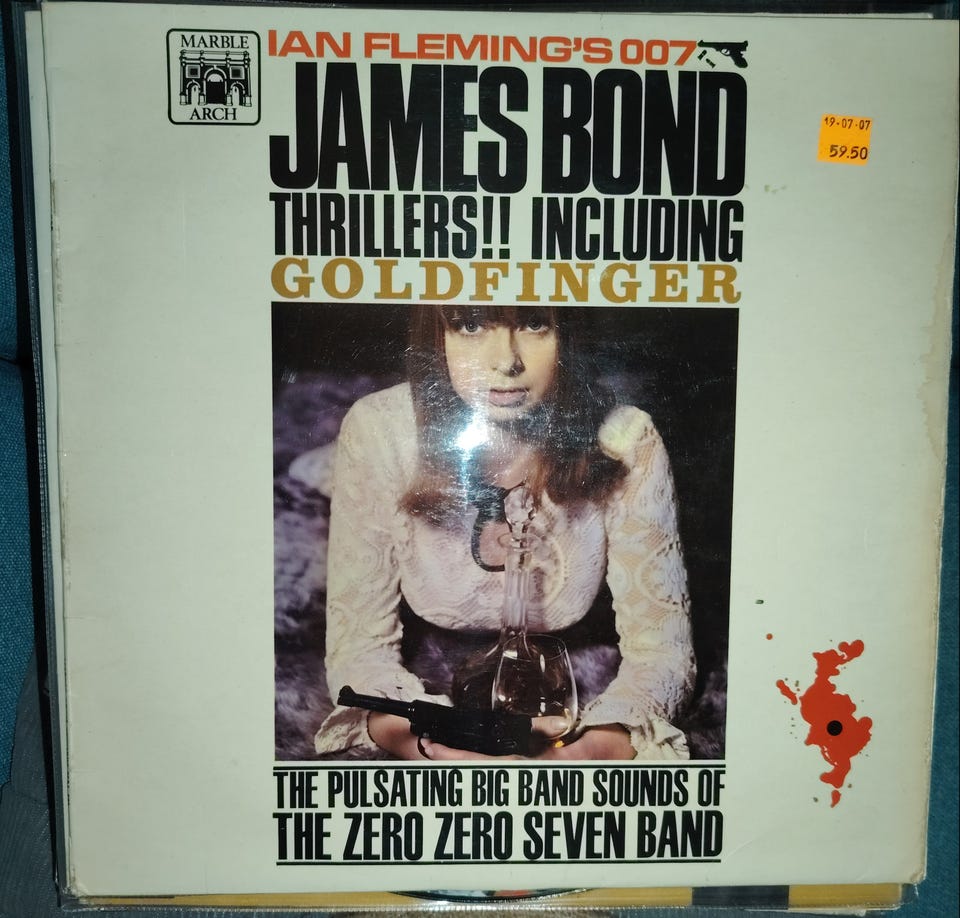 MARBLE
ARCH
IAN FLEMING'S 007
JAMES BOND
THRILLERS!! INCLUDING
GOLDFINGER
19-07-07
59.50
THE PULSATING BIG BAND SOUNDS OF
THE ZERO ZERO SEVEN BAND